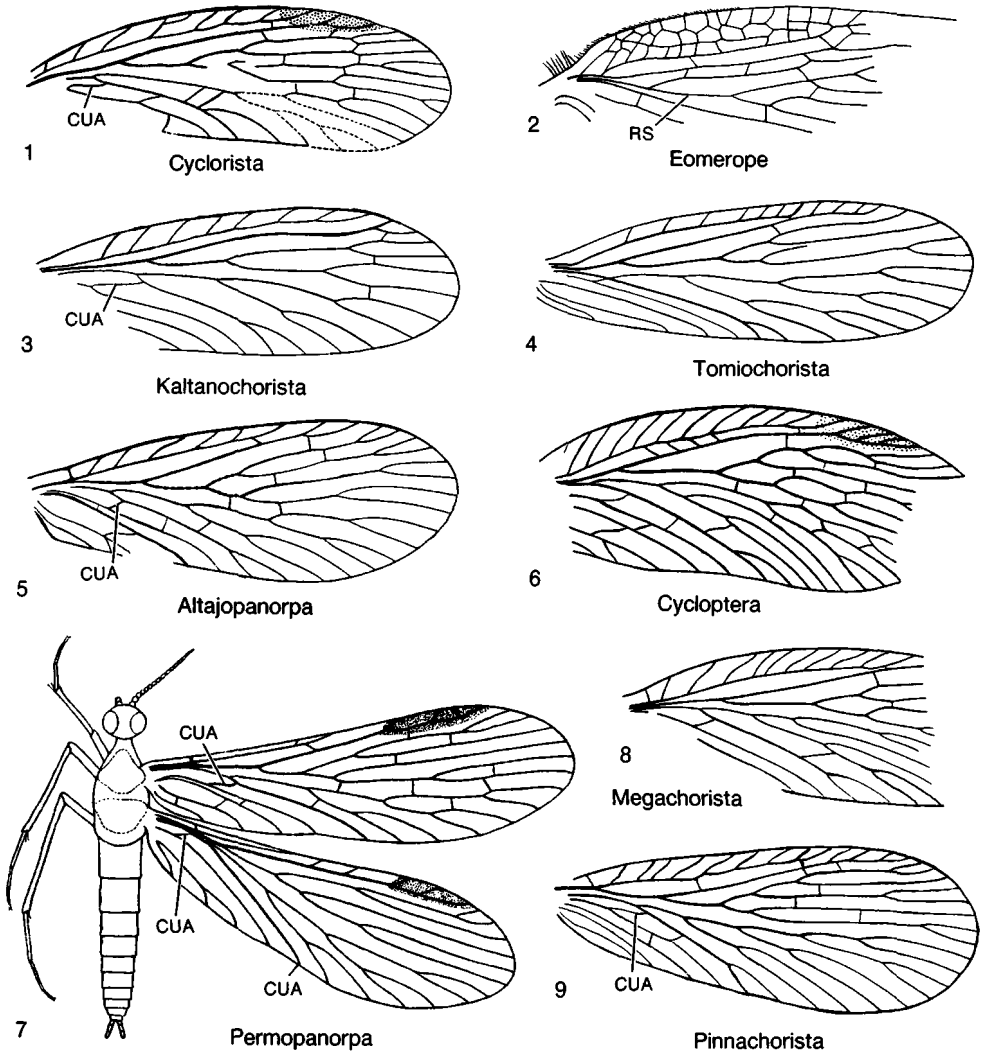 CUA
1
Cyclorista
RS
2
Eomerope
CUA
3
Kaltanochorista
4
Tomiochorista
CUA
5
Altajopanorpa
6
Cycloptera
CUA
CUA
CUA
7
Permopanorpa
8
Megachorista
CUA
9
Pinnachorista